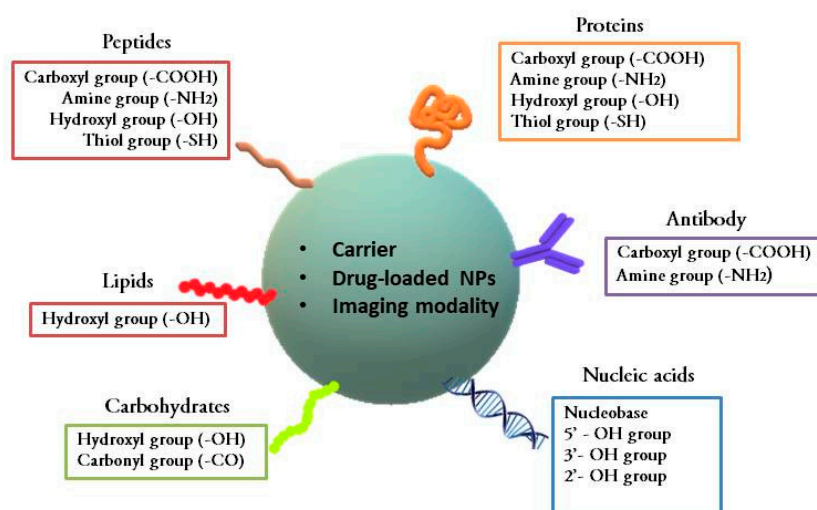 Peptides
Carboxyl group (-COOH)
Amine group (-NH2)
Hydroxyl group (-OH)
Thiol group (-SH)
Proteins
Carboxyl group (-COOH)
Amine group (-NH2)
Hydroxyl group (-OH)
Thiol group (-SH)
• Carrier
• Drug-loaded NPs
• Imaging modality
Antibody
Carboxyl group (-COOH)
Amine group (-NH2)
Lipids
Hydroxyl group (-OH)
Carbohydrates
Hydroxyl group (-OH)
Carbonyl group (-CO)
Nucleic acids
Nucleobase
5' - OH group
3'- OH group
2'- OH group